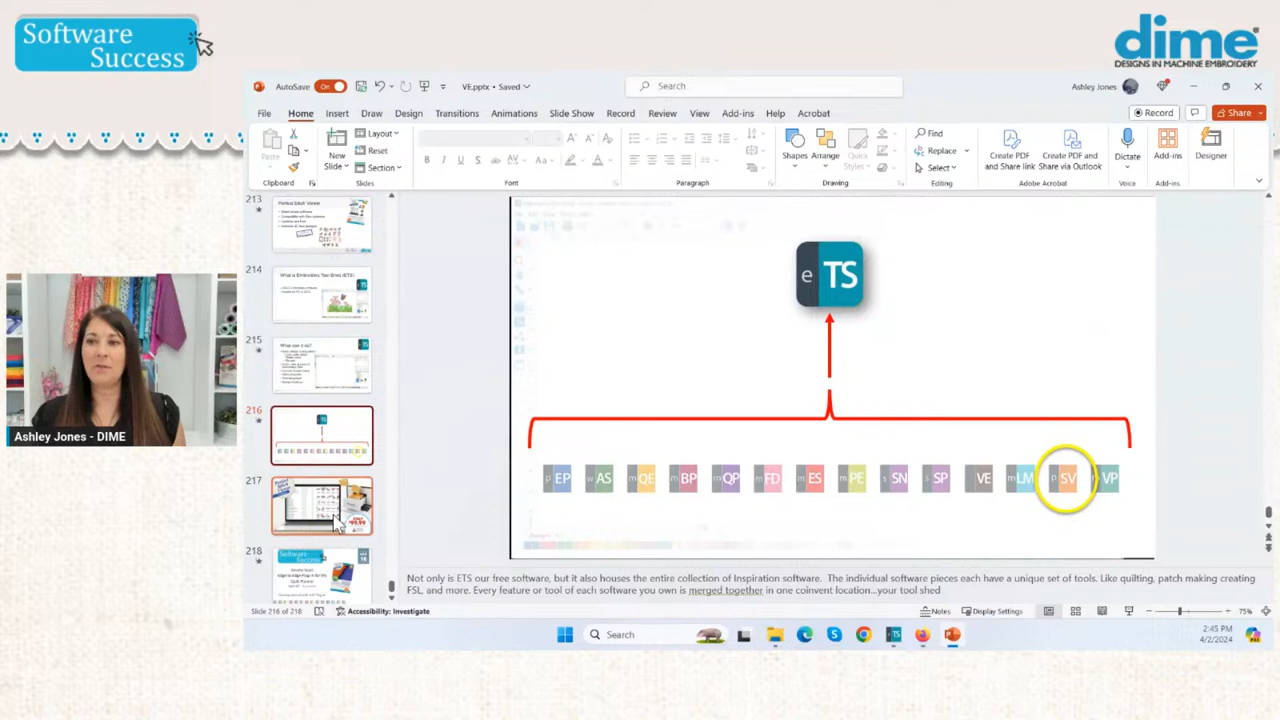 Software
Success
dime
DESIGNS IN MACHINE EMBROIDERY
AutoSave On
VE.pptx • Saved
Search
Ashley Jones
File Home Insert Draw Design Transitions Animations Slide Show Record Review View Add-ins Help Acrobat
Record Share
Paste
New
Slide
Layout
Reset
Section
B I U S
Shapes Arrange Quick
Styles
Find
Replace
Select
Create PDF
and Share link
Create PDF and
Share via Outlook
Dictate
Add-ins
Designer
Clipboard Slides Font Paragraph Drawing Editing Adobe Acrobat Voice Add-ins
213
214
What is Embroidery Tool Shed (ETS)
215
What can it do?
216
217
218
Software
Success
e TS
p EP
AS
m QE
m BP
m QP
m FD
m ES
m PE
s SN
s SP
VE
m LM
p SV
VP
Ashley Jones - DIME
Not only is ETS our free software, but it also houses the entire collection of Inspiration software. The individual software pieces each have a unique set of tools. Like quilting, patch making creating
FSL, and more. Every feature or tool of each software you own is merged together in one coinvent location...your tool shed
Slide 216 of 218
Accessibility: Investigate
Notes
Display Settings
75%
Search
2:45 PM
4/2/2024